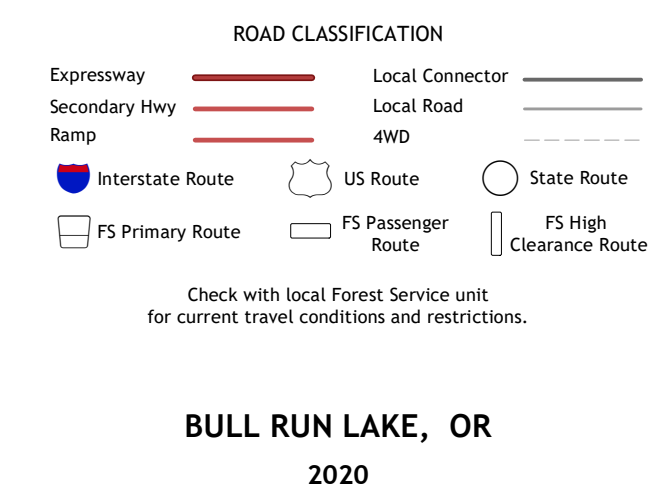 ROAD CLASSIFICATION
Expressway
Local Connector
Secondary Hwy
Local Road
Ramp
4WD
Interstate Route
US Route
State Route
FS Primary Route
FS Passenger
Route
FS High
Clearance Route
Check with local Forest Service unit
for current travel conditions and restrictions.
BULL RUN LAKE, OR
2020